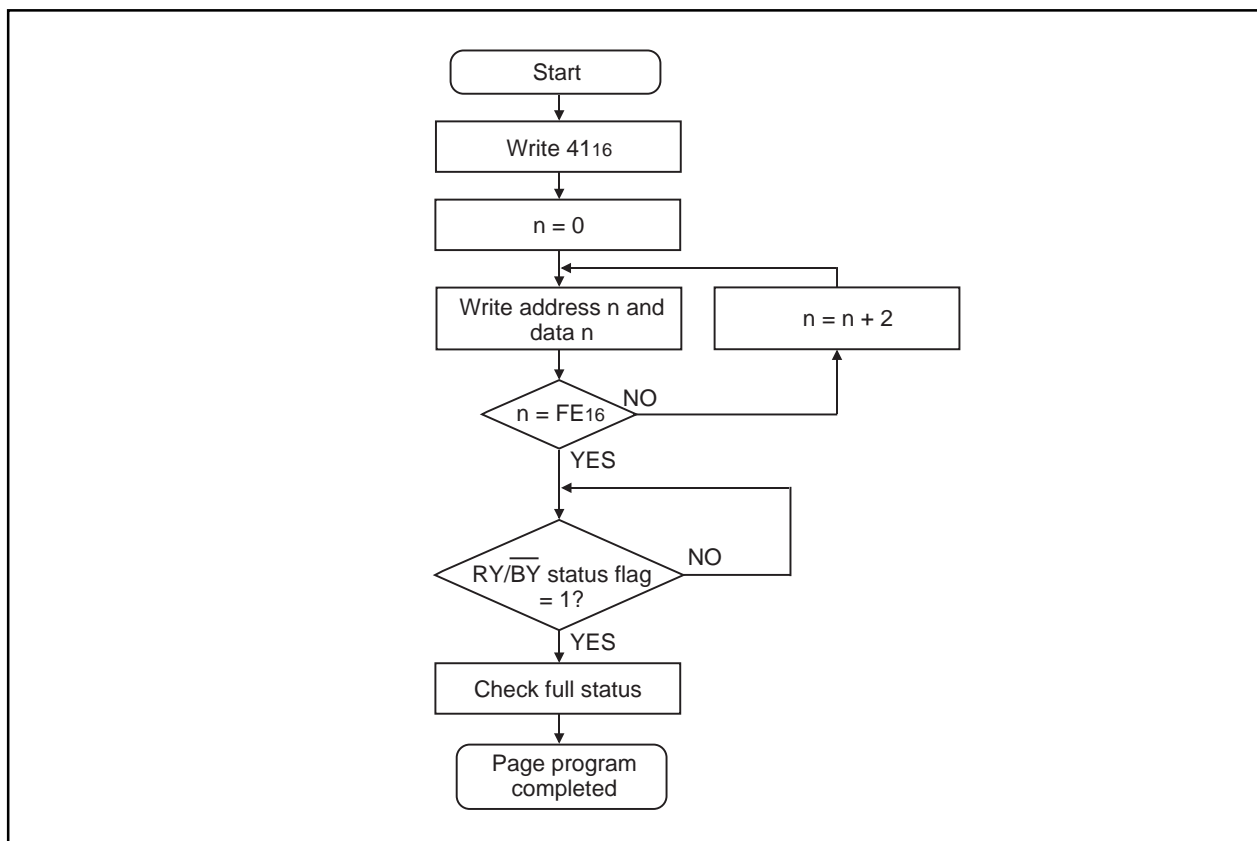 Start
Write 4116
n = 0
Write address n and
data n
n = n + 2
n = FE16
NO
YES
RY/B̅Y̅ status flag
= 1?
NO
YES
Check full status
Page program
completed